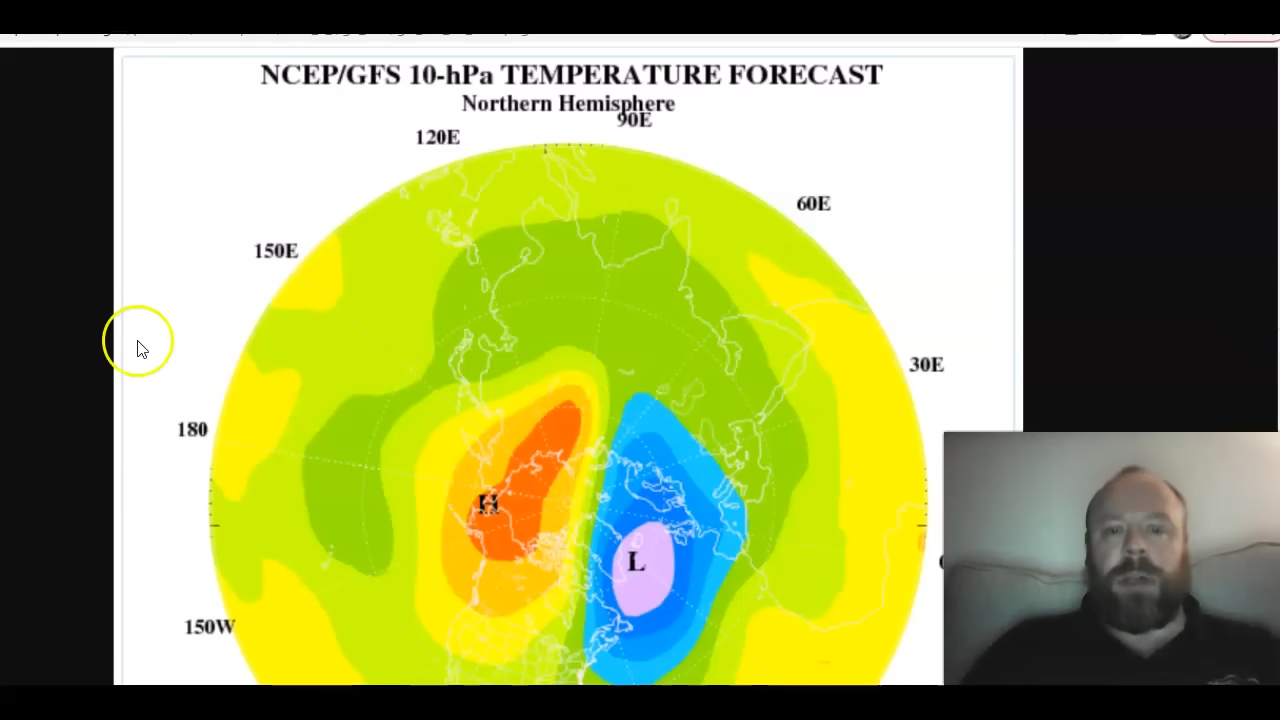 NCEP/GFS 10-hPa TEMPERATURE FORECAST
Northern Hemisphere
90E
120E
60E
150E
30E
180
H
L
150W